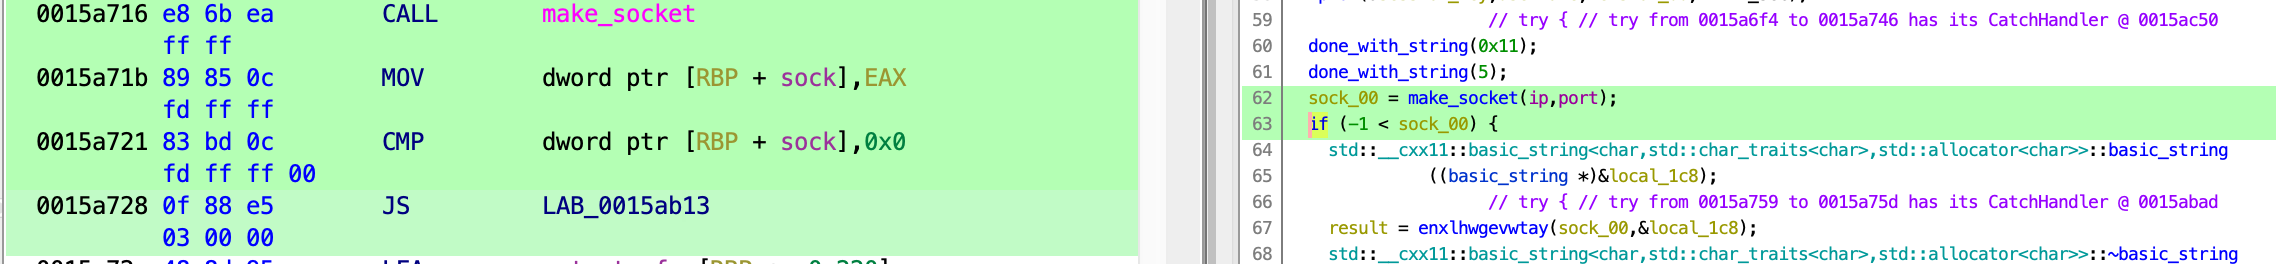 0015a716 e8 6b ea CALL make_socket
ff ff
0015a71b 89 85 0c MOV dword ptr [RBP + sock],EAX
fd ff ff
0015a721 83 bd 0c CMP dword ptr [RBP + sock],0x0
fd ff ff 00
0015a728 0f 88 e5 JS LAB_0015ab13
03 00 00
59 // try { // try from 0015a6f4 to 0015a746 has its CatchHandler @ 0015ac50
60 done_with_string(0x11);
61 done_with_string(5);
62 sock_00 = make_socket(ip,port);
63 if (-1 < sock_00) {
64 std::__cxx11::basic_string<char,std::char_traits<char>,std::allocator<char>>::basic_string
65 ((basic_string *)&local_1c8);
66 // try { // try from 0015a759 to 0015a75d has its CatchHandler @ 0015abad
67 result = enxlhwgevwtay(sock_00,&local_1c8);
68 std::__cxx11::basic_string<char,std::char_traits<char>,std::allocator<char>>::~basic_string